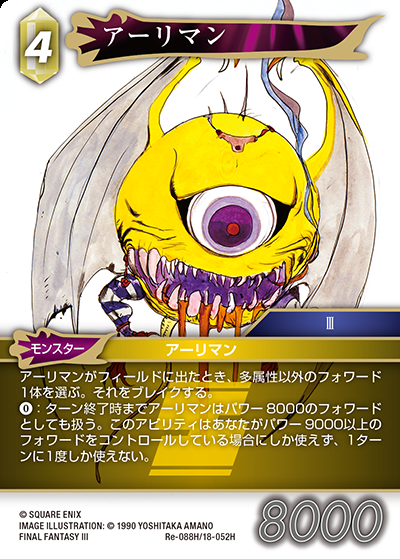 4
アーリマン
III
モンスター
アーリマン
アーリマンがフィールドに出たとき、多属性以外のフォワード
1体を選ぶ。それをブレイクする。
0：ターン終了時までアーリマンはパワー8000のフォワード
としても扱う。このアビリティはあなたがパワー9000以上の
フォワードをコントロールしている場合にしか使えず、1ター
ンに1度しか使えない。
© SQUARE ENIX
IMAGE ILLUSTRATION: © 1990 YOSHITAKA AMANO
FINAL FANTASY III
Re-088H/18-052H
8000